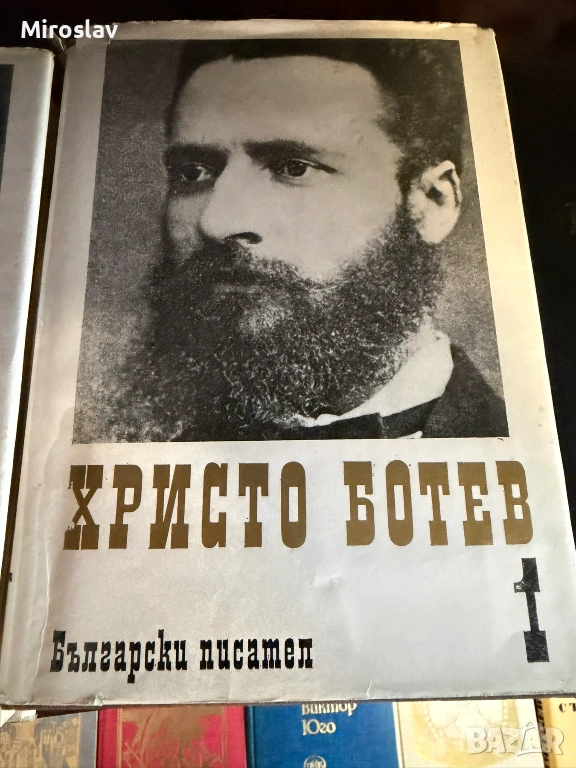 Miroslav
ХРИСТО БОТЕВ
1
Български писател
Виктор
Юго
BAZAR